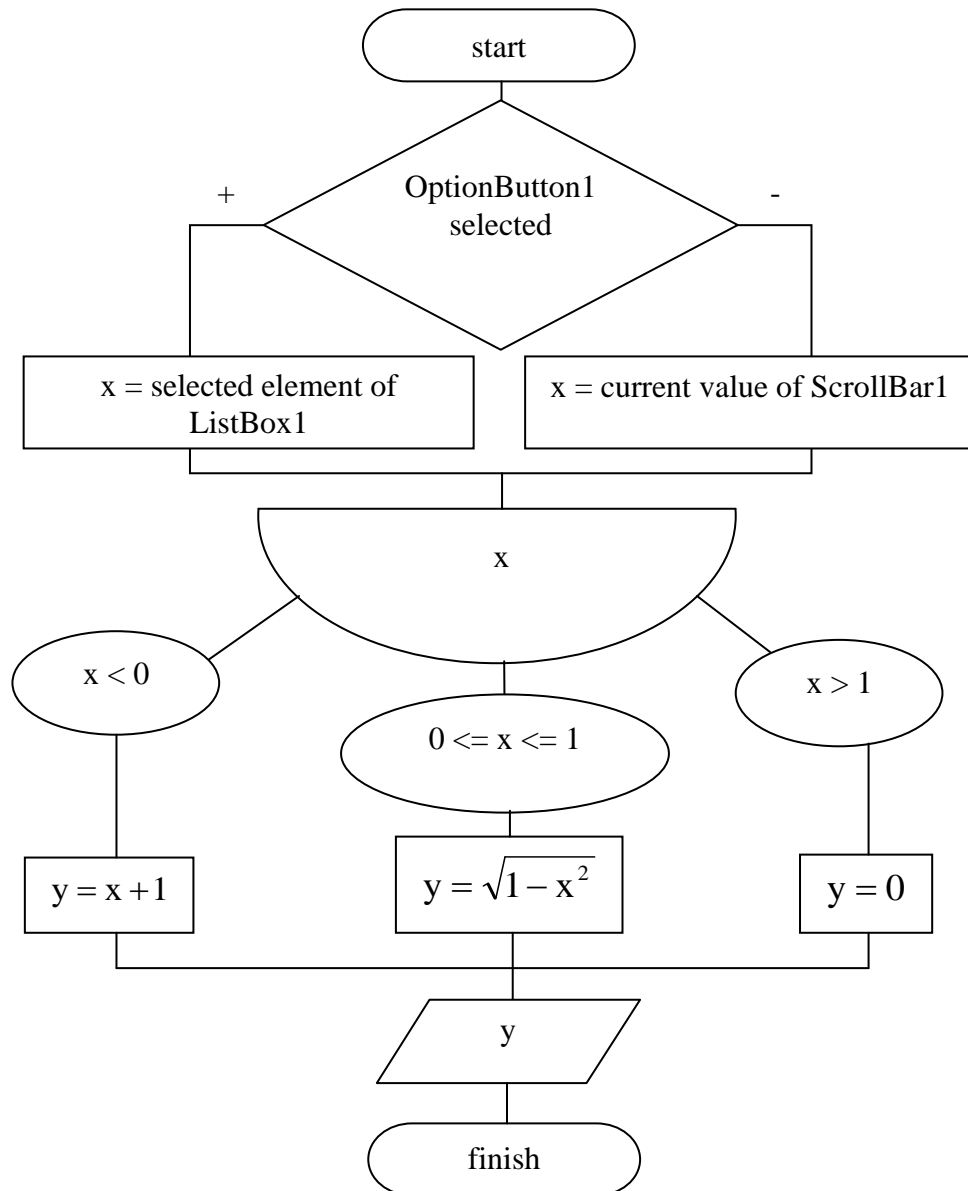 start
+
OptionButton1
selected
-
x = selected element of
ListBox1
x = current value of ScrollBar1
x
x < 0
0 <= x <= 1
x > 1
y = x + 1
y = √(1 − x²)
y = 0
y
finish